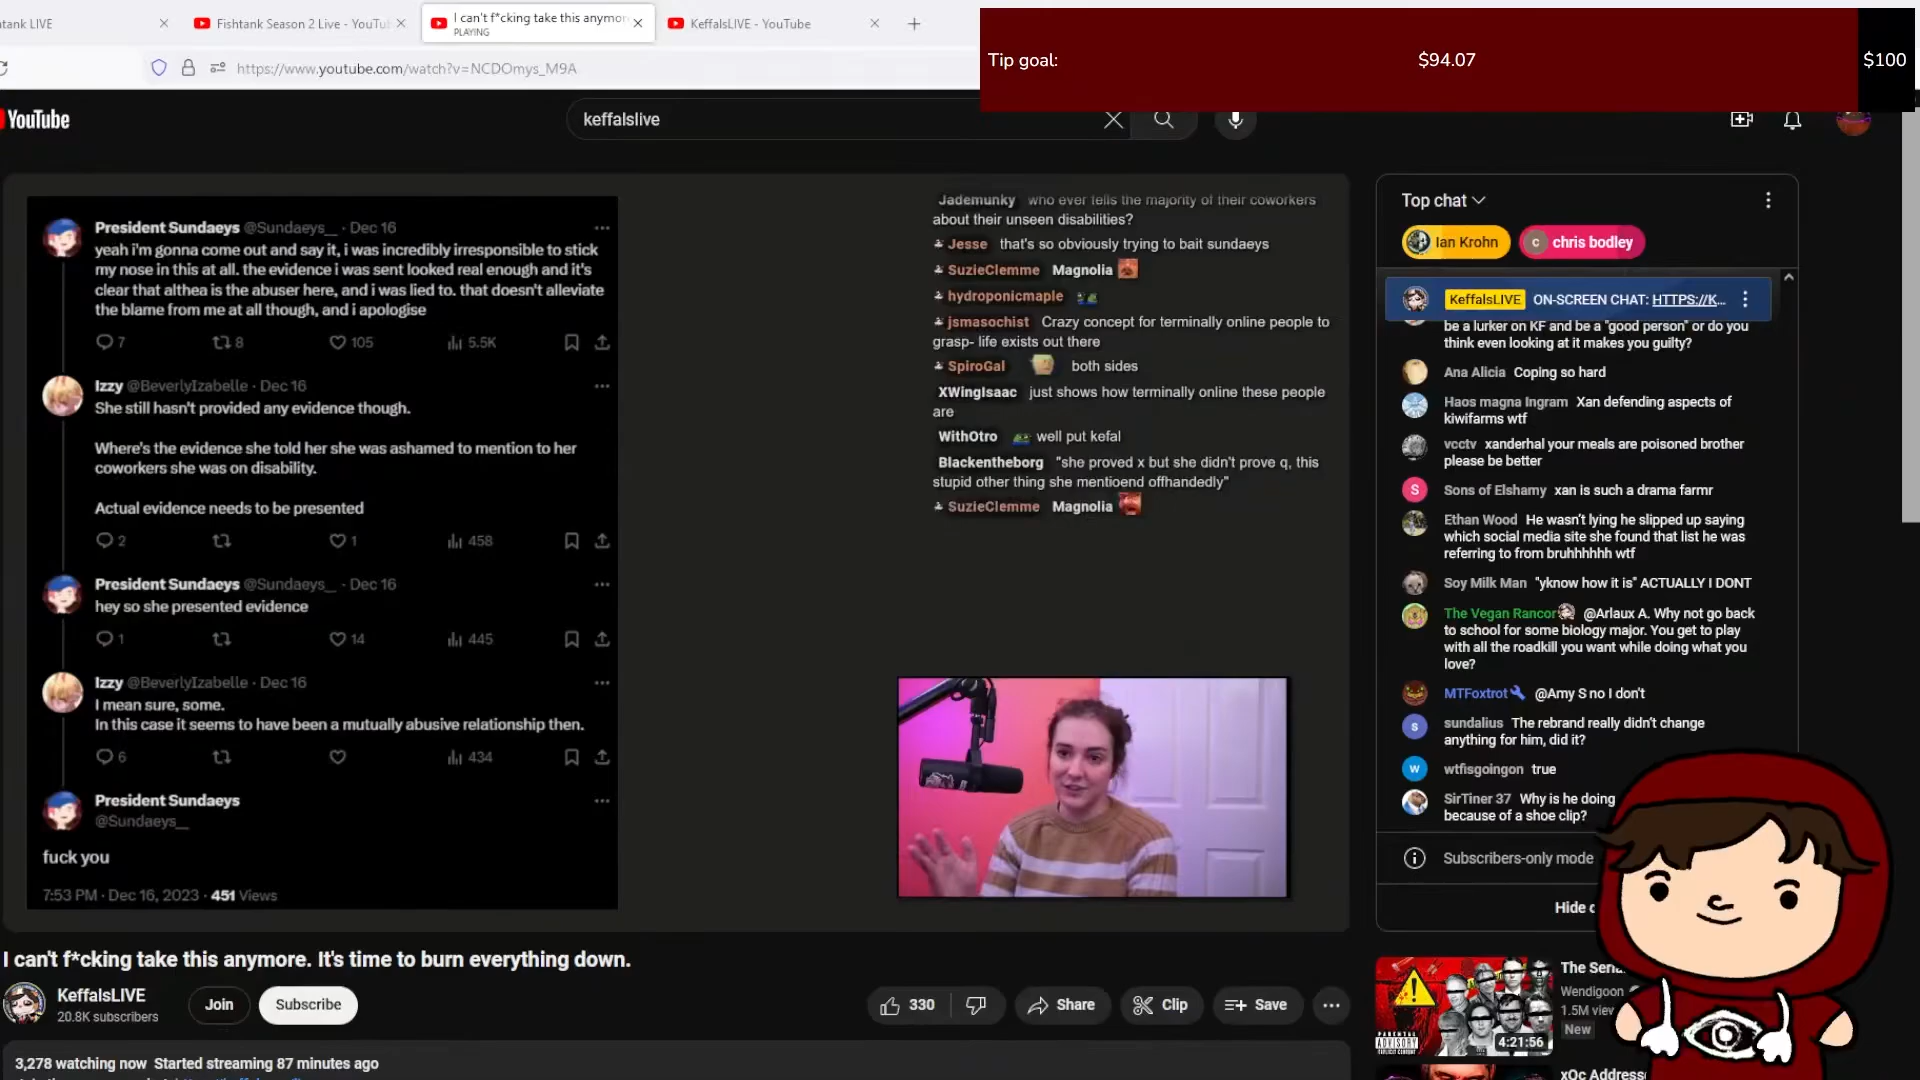 ntank LIVE
Fishtank Season 2 Live - YouTu
I can't f*cking take this anymor
PLAYING
KeffalsLIVE - YouTube
https://www.youtube.com/watch?v=NCDOmys_M9A
Tip goal:
$94.07
$100
YouTube
keffalslive
President Sundaeys @Sundaeys_ · Dec 16
yeah i'm gonna come out and say it, i was incredibly irresponsible to stick
my nose in this at all. the evidence i was sent looked real enough and it's
clear that althea is the abuser here, and i was lied to. that doesn't alleviate
the blame from me at all though, and i apologise
7 8 105 5.5K
Izzy @BeverlyIzabelle · Dec 16
She still hasn't provided any evidence though.
Where's the evidence she told her she was ashamed to mention to her
coworkers she was on disability.
Actual evidence needs to be presented
2 1 458
President Sundaeys @Sundaeys_ · Dec 16
hey so she presented evidence
1 14 445
Izzy @BeverlyIzabelle · Dec 16
I mean sure, some.
In this case it seems to have been a mutually abusive relationship then.
6 434
President Sundaeys
@Sundaeys_
fuck you
7:53 PM · Dec 16, 2023 · 451 Views
Jademunky who ever tells the majority of their coworkers
about their unseen disabilities?
Jesse that's so obviously trying to bait sundaeys
SuzieClemme Magnolia
hydroponicmaple
jsmasochist Crazy concept for terminally online people to
grasp- life exists out there
SpiroGal both sides
XWingIsaac just shows how terminally online these people
are
WithOtro well put kefal
Blackentheborg "she proved x but she didn't prove q, this
stupid other thing she mentioend offhandedly"
SuzieClemme Magnolia
Top chat
Ian Krohn
c chris bodley
KeffalsLIVE ON-SCREEN CHAT: HTTPS://K...
be a lurker on KF and be a "good person" or do you
think even looking at it makes you guilty?
Ana Alicia Coping so hard
Haos magna Ingram Xan defending aspects of
kiwifarms wtf
vcctv xanderhal your meals are poisoned brother
please be better
S Sons of Elshamy xan is such a drama farmr
Ethan Wood He wasn't lying he slipped up saying
which social media site she found that list he was
referring to from bruhhhhhh wtf
Soy Milk Man "yknow how it is" ACTUALLY I DONT
The Vegan Rancor @Arlaux A. Why not go back
to school for some biology major. You get to play
with all the roadkill you want while doing what you
love?
MTFoxtrot @Amy S no I don't
s sundalius The rebrand really didn't change
anything for him, did it?
w wtfisgoingon true
SirTiner 37 Why is he doing
because of a shoe clip?
Subscribers-only mode
Hide c
I can't f*cking take this anymore. It's time to burn everything down.
KeffalsLIVE
20.8K subscribers
Join
Subscribe
330
Share
Clip
Save
3,278 watching now Started streaming 87 minutes ago
PARENTAL
ADVISORY
4:21:56
Wendigoon
1.5M view
New
xQc Address